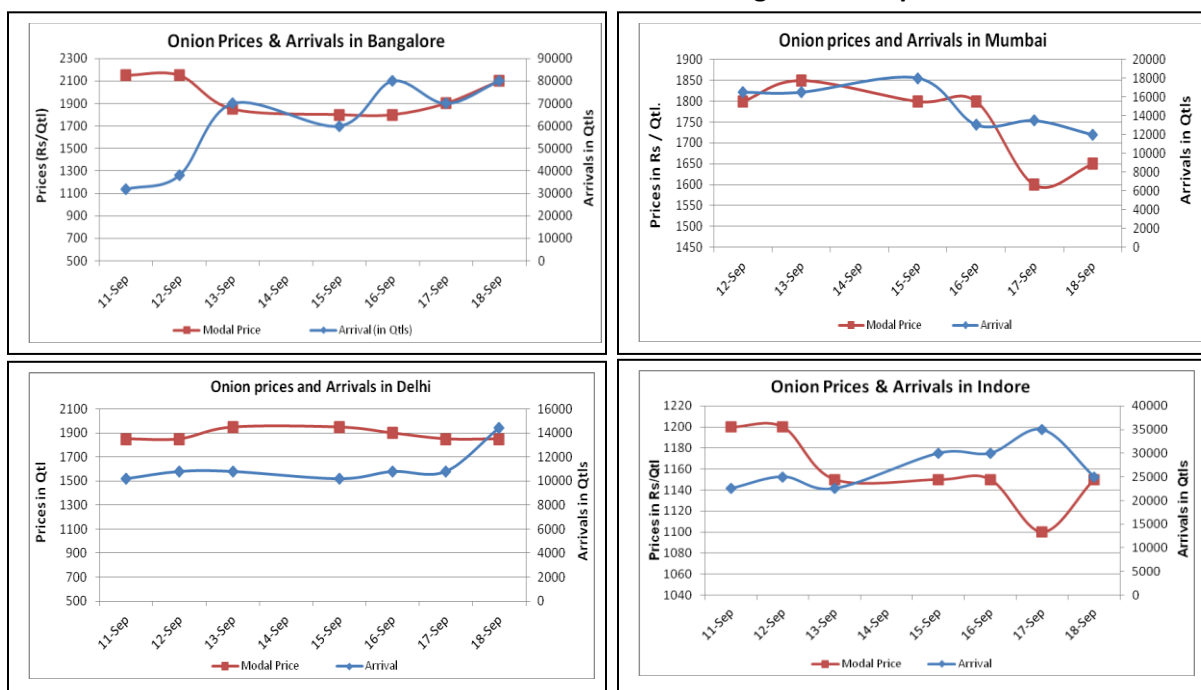 Onion Prices & Arrivals in Bangalore
2300
2100
1900
1700
1500
1300
1100
900
700
500
Prices (Rs/Qtl)
90000
80000
70000
60000
50000
40000
30000
20000
10000
0
Arrivals in Qtls
11-Sep
12-Sep
13-Sep
14-Sep
15-Sep
16-Sep
17-Sep
18-Sep
Modal Price
Arrival (in Qtls)
Onion prices and Arrivals in Mumbai
1900
1850
1800
1750
1700
1650
1600
1550
1500
1450
Prices in Rs / Qtl.
20000
18000
16000
14000
12000
10000
8000
6000
4000
2000
0
Arrivals in Qtls
12-Sep
13-Sep
14-Sep
15-Sep
16-Sep
17-Sep
18-Sep
Modal Price
Arrival
Onion prices and Arrivals in Delhi
2100
1900
1700
1500
1300
1100
900
700
500
Prices in Qtl
16000
14000
12000
10000
8000
6000
4000
2000
0
Arrivals in Qtls
11-Sep
12-Sep
13-Sep
14-Sep
15-Sep
16-Sep
17-Sep
18-Sep
Modal Price
Arrival
Onion Prices & Arrivals in Indore
1220
1200
1180
1160
1140
1120
1100
1080
1060
1040
Prices in Rs/Qtl
40000
35000
30000
25000
20000
15000
10000
5000
0
Arrivals in Qtls
11-Sep
12-Sep
13-Sep
14-Sep
15-Sep
16-Sep
17-Sep
18-Sep
Modal Price
Arrival